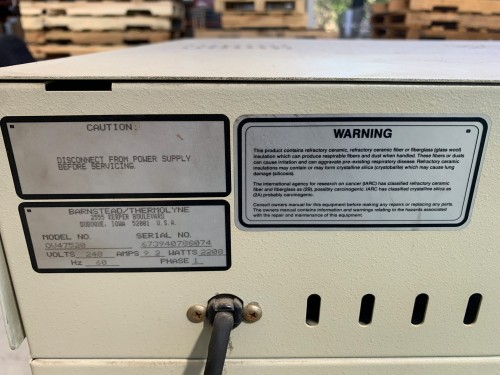 CAUTION:
DISCONNECT FROM POWER SUPPLY
BEFORE SERVICING.
BARNSTEAD/THERMOLYNE
2555 KERPER BOULEVARD
DUBUQUE, IOWA 52001 U.S.A.
MODEL NO. SERIAL NO.
OV47520 673940706074
VOLTS 240 AMPS 9.2 WATTS 2208
Hz 60 PHASE 1
WARNING
This product contains refractory ceramic, refractory ceramic fiber or fiberglass (glass wool)
insulation which can produce respirable fibers and dust when handled. These fibers or dusts
can cause irritation and can aggravate pre-existing respiratory disease. Refractory ceramic
insulations may contain or may form crystalline silica (crystoballte) which may cause lung
damage (silicosis).
The international agency for research on cancer (IARC) has classified refractory ceramic
fiber and fiberglass as (2B), possibly carcinogenic. IARC has classified crystalline silica as
(2A) probably carcinogenic.
Consult owners manual for this equipment before making any repairs or replacing any parts.
The owners manual contains information and warnings relating to the hazards associated
with the repair and maintenance of this equipment.